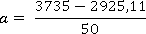 a = 3735 − 2925,11 / 50